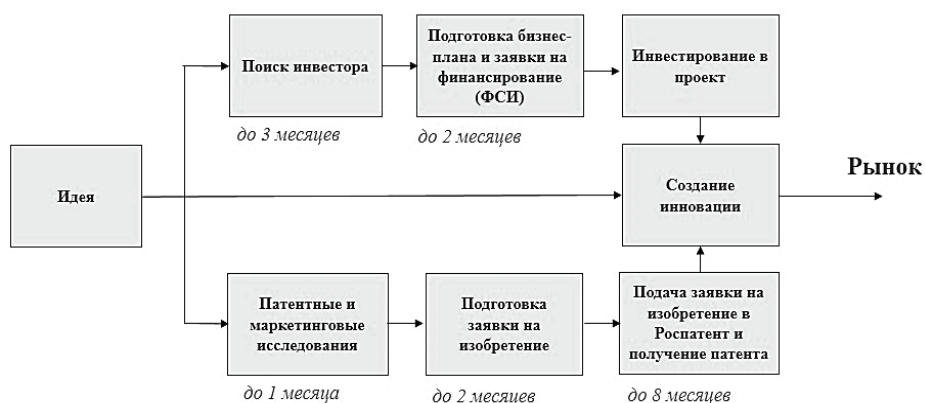 Поиск инвестора
Подготовка бизнес-
плана и заявки на
финансирование
(ФСИ)
Инвестирование в
проект
до 3 месяцев
до 2 месяцев
Идея
Создание
инновации
Рынок
Патентные и
маркетинговые
исследования
Подготовка
заявки на
изобретение
Подача заявки на
изобретение в
Роспатент и
получение патента
до 1 месяца
до 2 месяцев
до 8 месяцев